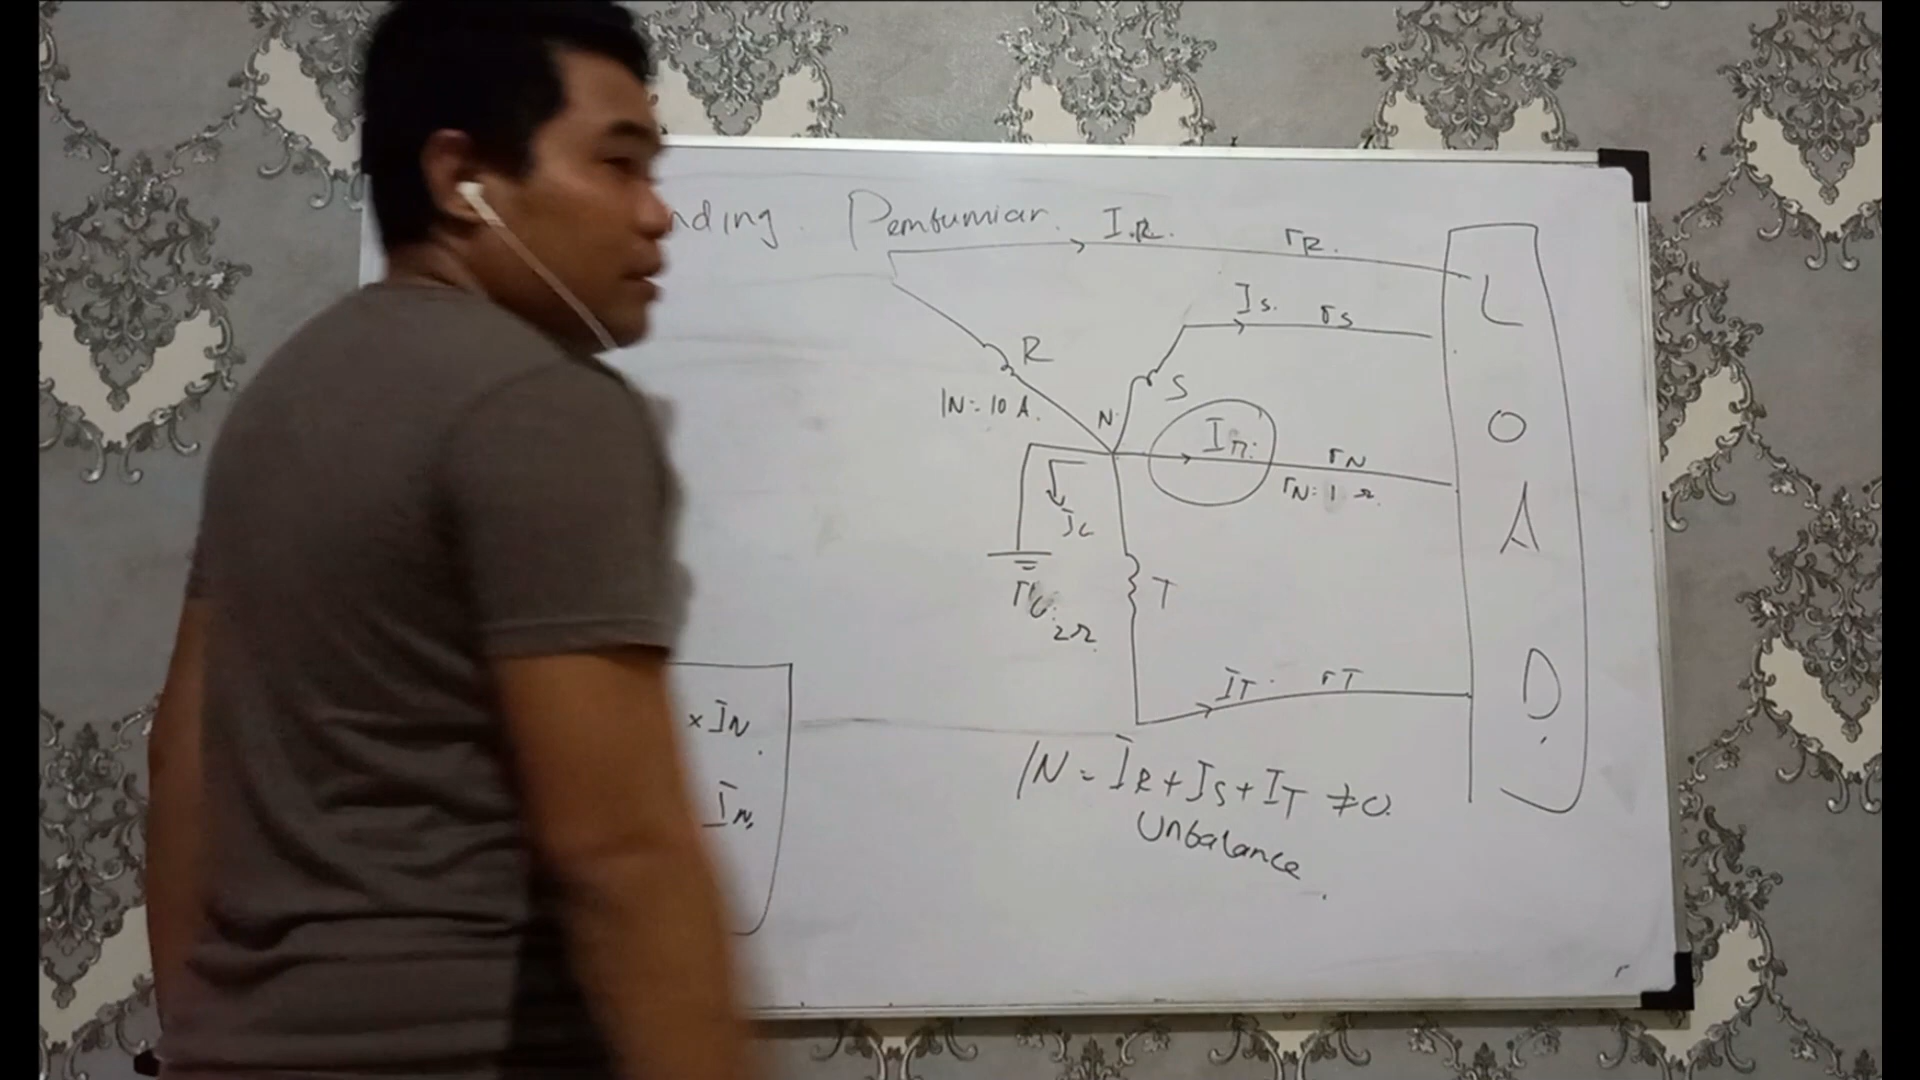 nding. Pembumian.
I.R.
rR.
Is.
rs
R
S
IN = 10 A.
N
In.
rN
rN = 1 Ω.
IG
rG.
2Ω
T
IT
rT
L
O
A
D
x IN.
In.
IN = IR + IS + IT ≠ 0.
Unbalance